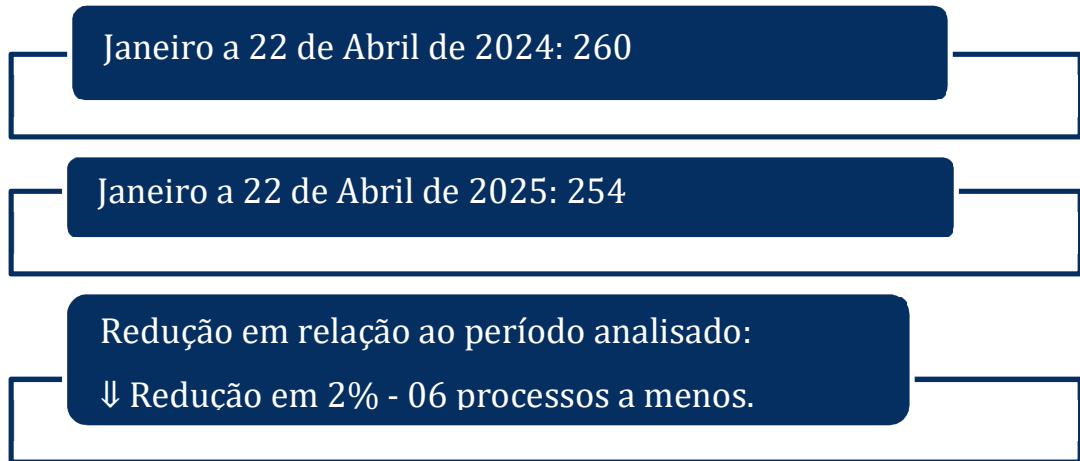 Janeiro a 22 de Abril de 2024: 260
Janeiro a 22 de Abril de 2025: 254
Redução em relação ao período analisado:
⇓ Redução em 2% - 06 processos a menos.